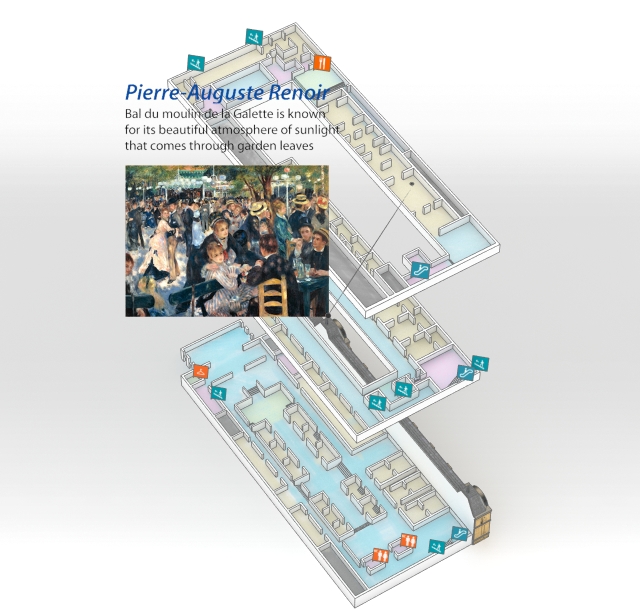 Pierre-Auguste Renoir
Bal du moulin de la Galette is known
for its beautiful atmosphere of sunlight
that comes through garden leaves